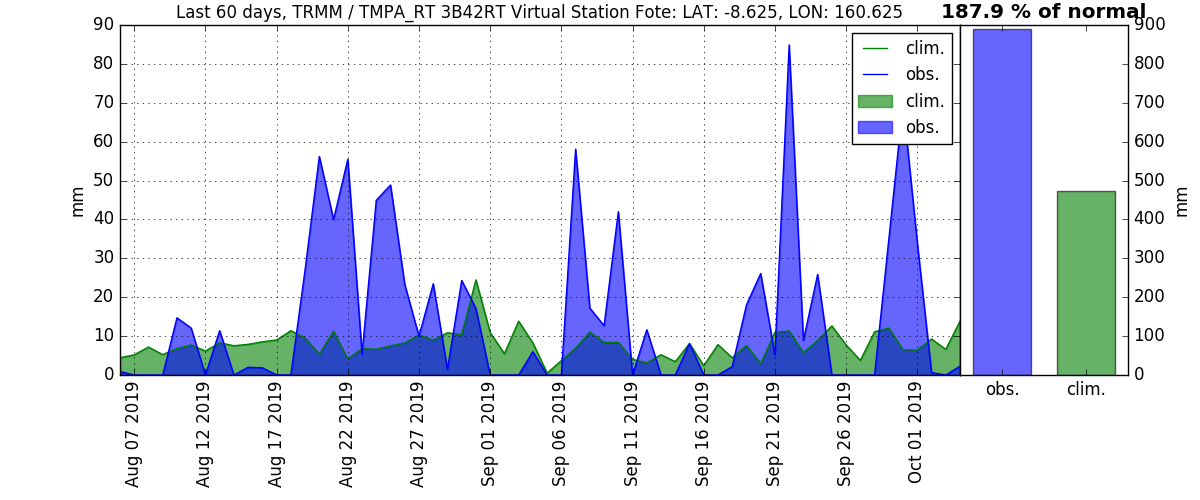 Last 60 days, TRMM / TMPA_RT 3B42RT Virtual Station Fote: LAT: -8.625, LON: 160.625
187.9 % of normal
90
80
70
60
50
40
30
20
10
0
mm
clim.
obs.
clim.
obs.
900
800
700
600
500
400
300
200
100
0
mm
Aug 07 2019
Aug 12 2019
Aug 17 2019
Aug 22 2019
Aug 27 2019
Sep 01 2019
Sep 06 2019
Sep 11 2019
Sep 16 2019
Sep 21 2019
Sep 26 2019
Oct 01 2019
obs.
clim.